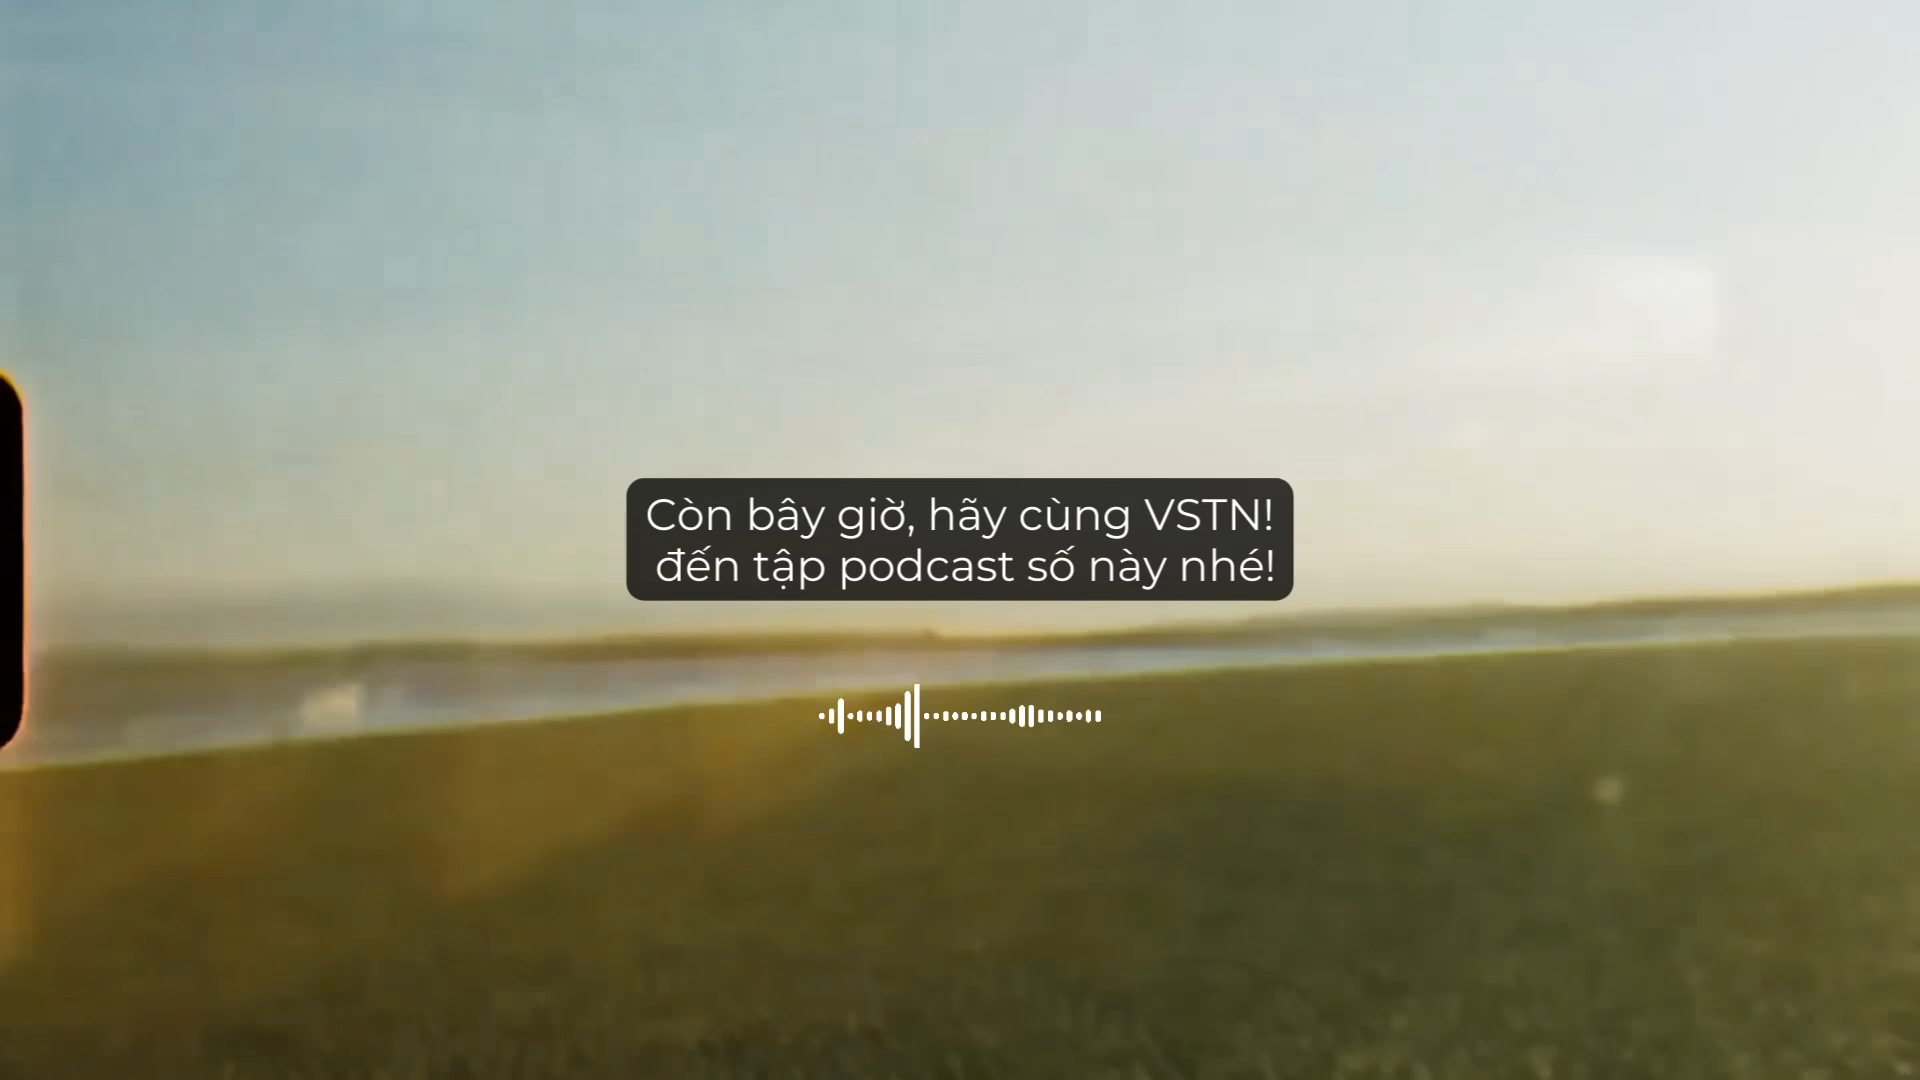 Còn bây giờ, hãy cùng VSTN!
đến tập podcast số này nhé!